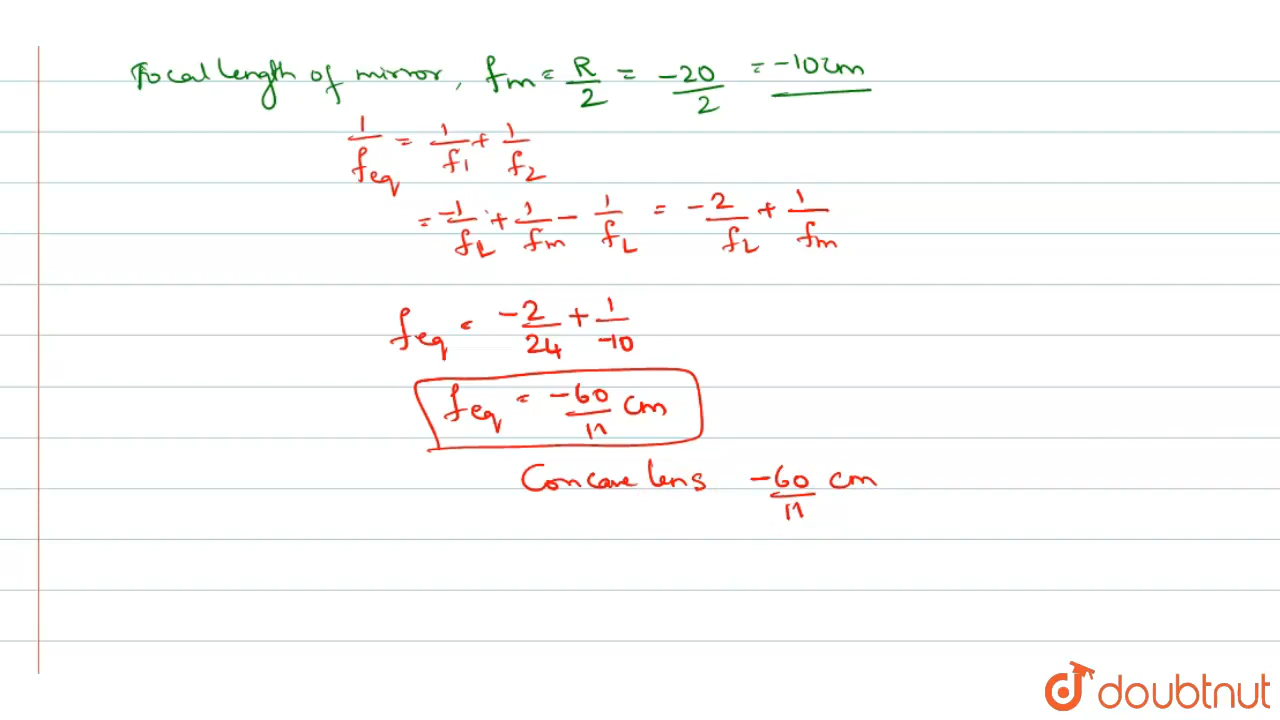 Focal length of mirror, fm = R/2 = -20/2 = -10cm
1/feq = 1/f1 + 1/f2
= -1/fL + 1/fm - 1/fL = -2/fL + 1/fm
feq = -2/24 + 1/-10
feq = -60/11 cm
Concave lens -60/11 cm
doubtnut